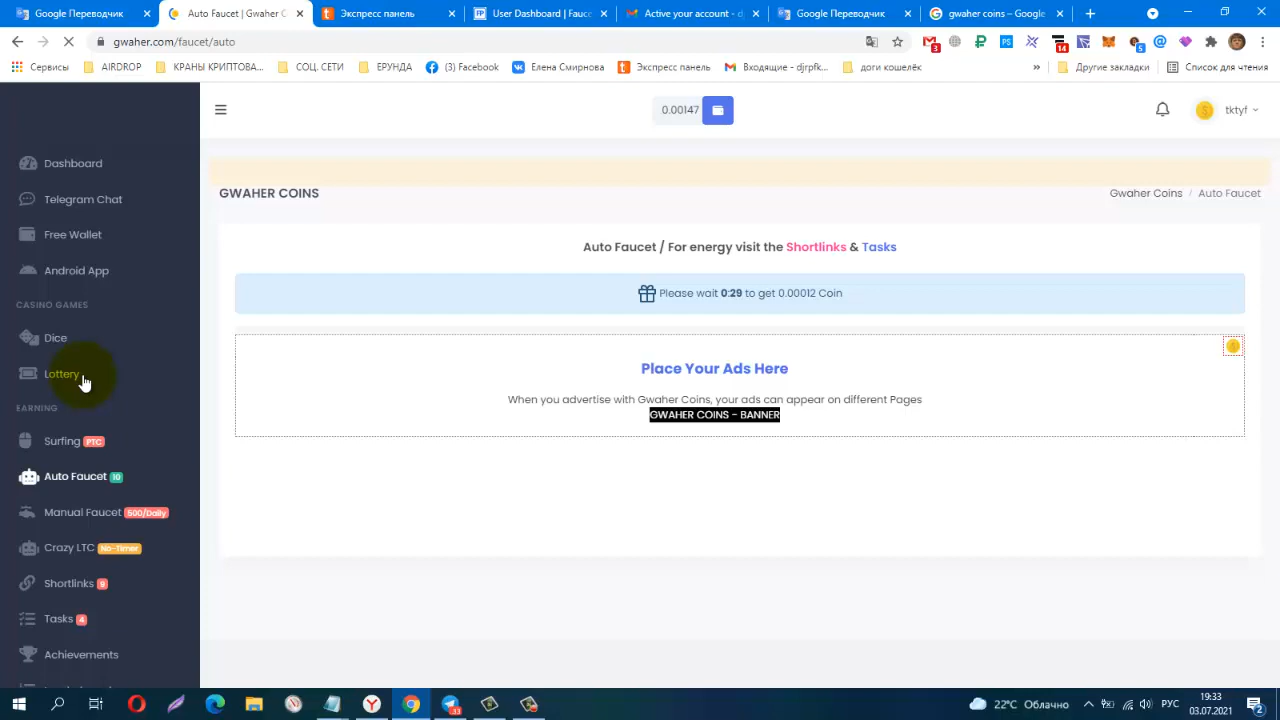 Google Переводчик
Auto Faucet | Gwaher C
Экспресс панель
User Dashboard | Fauce
Active your account - d
Google Переводчик
gwaher coins – Google
gwaher.com/faucet/auto
3
14
5
Сервисы
AIRDROP
КРАНЫ КРИПТОВА...
СОЦ. СЕТИ
ЕРУНДА
(3) Facebook
Елена Смирнова
Экспресс панель
Входящие - djrpfk...
доги кошелёк
»
Другие закладки
Список для чтения
0.00147
tktyf
Dashboard
Telegram Chat
Free Wallet
Android App
CASINO GAMES
Dice
Lottery
EARNING
Surfing PTC
Auto Faucet 10
Manual Faucet 500/Daily
Crazy LTC No-Timer
Shortlinks 9
Tasks 4
Achievements
GWAHER COINS
Gwaher Coins / Auto Faucet
Auto Faucet / For energy visit the Shortlinks & Tasks
Please wait 0:29 to get 0.00012 Coin
Place Your Ads Here
When you advertise with Gwaher Coins, your ads can appear on different Pages
GWAHER COINS - BANNER
22°C Облачно
РУС
19:33
03.07.2021
2